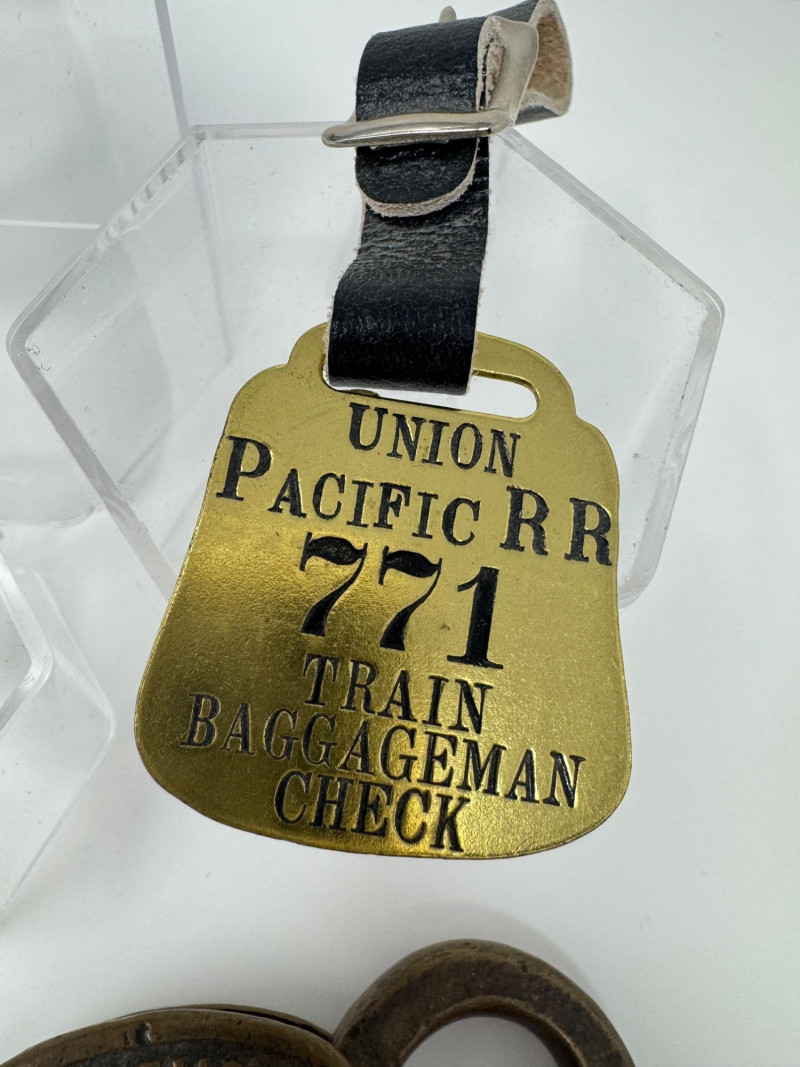 UNION
PACIFIC RR
771
TRAIN
BAGGAGEMAN
CHECK